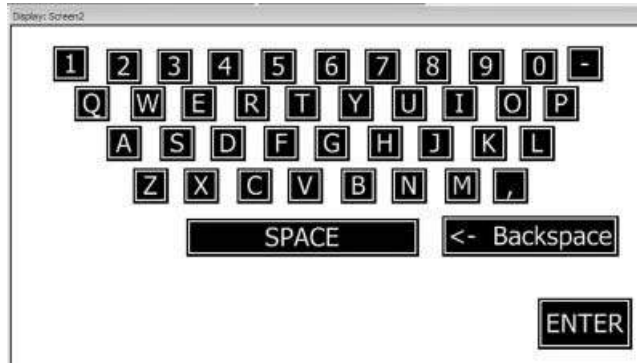 Display: Screen2
1 2 3 4 5 6 7 8 9 0 -
Q W E R T Y U I O P
A S D F G H J K L
Z X C V B N M ,
SPACE <- Backspace
ENTER